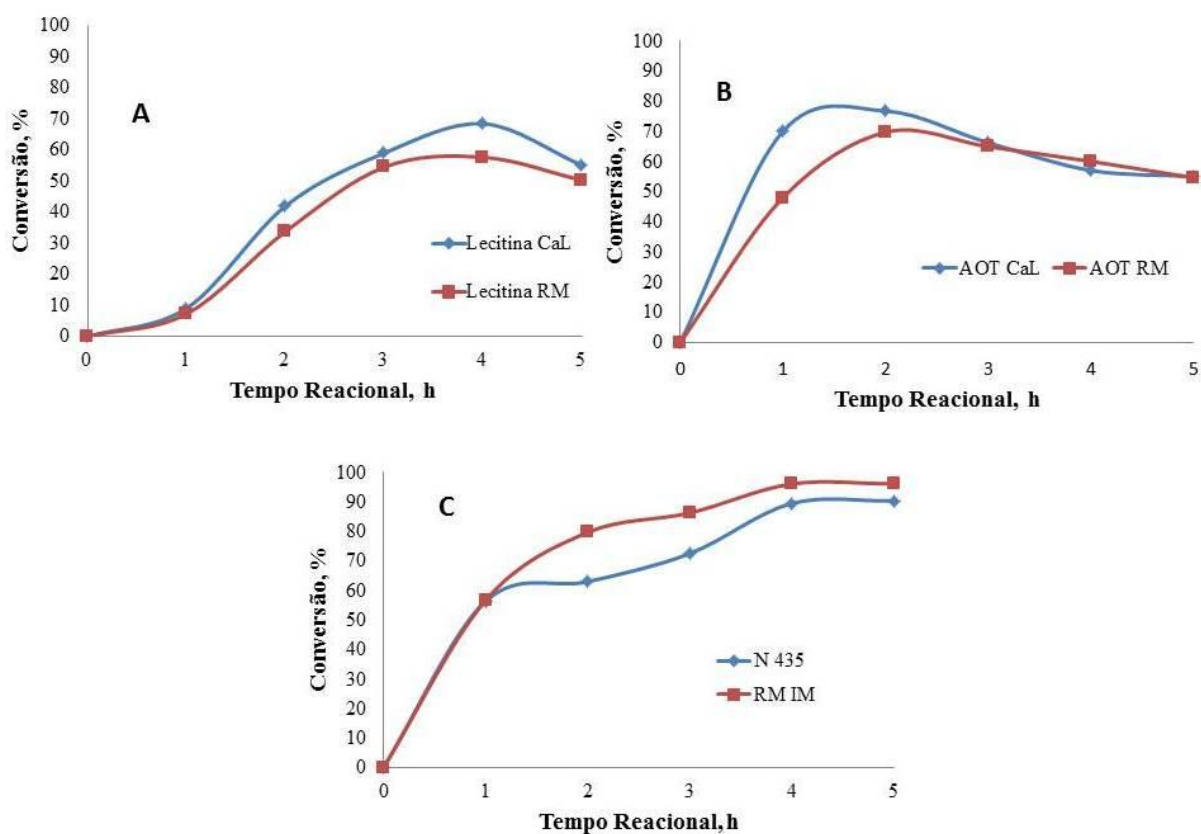 100
90
80
70
60
50
40
30
20
10
0
Conversão, %
A
Lecitina CaL
Lecitina RM
0 1 2 3 4 5
Tempo Reacional, h
100
90
80
70
60
50
40
30
20
10
0
Conversão, %
B
AOT CaL AOT RM
0 1 2 3 4 5
Tempo Reacional, h
100
90
80
70
60
50
40
30
20
10
0
Conversão, %
C
N 435
RM IM
0 1 2 3 4 5
Tempo Reacional,h